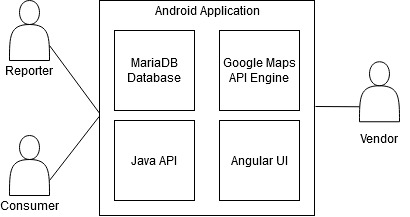 Android Application
MariaDB
Database
Google Maps
API Engine
Reporter
Java API
Angular UI
Vendor
Consumer